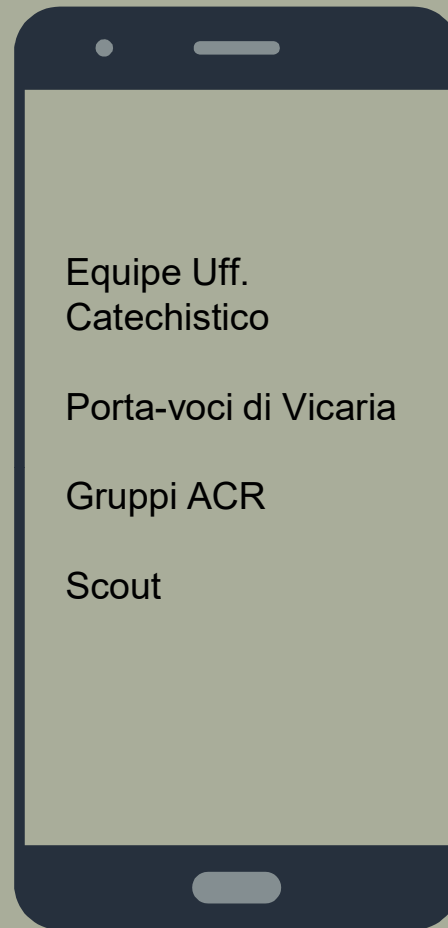 Equipe Uff.
Catechistico
Porta-voci di Vicaria
Gruppi ACR
Scout